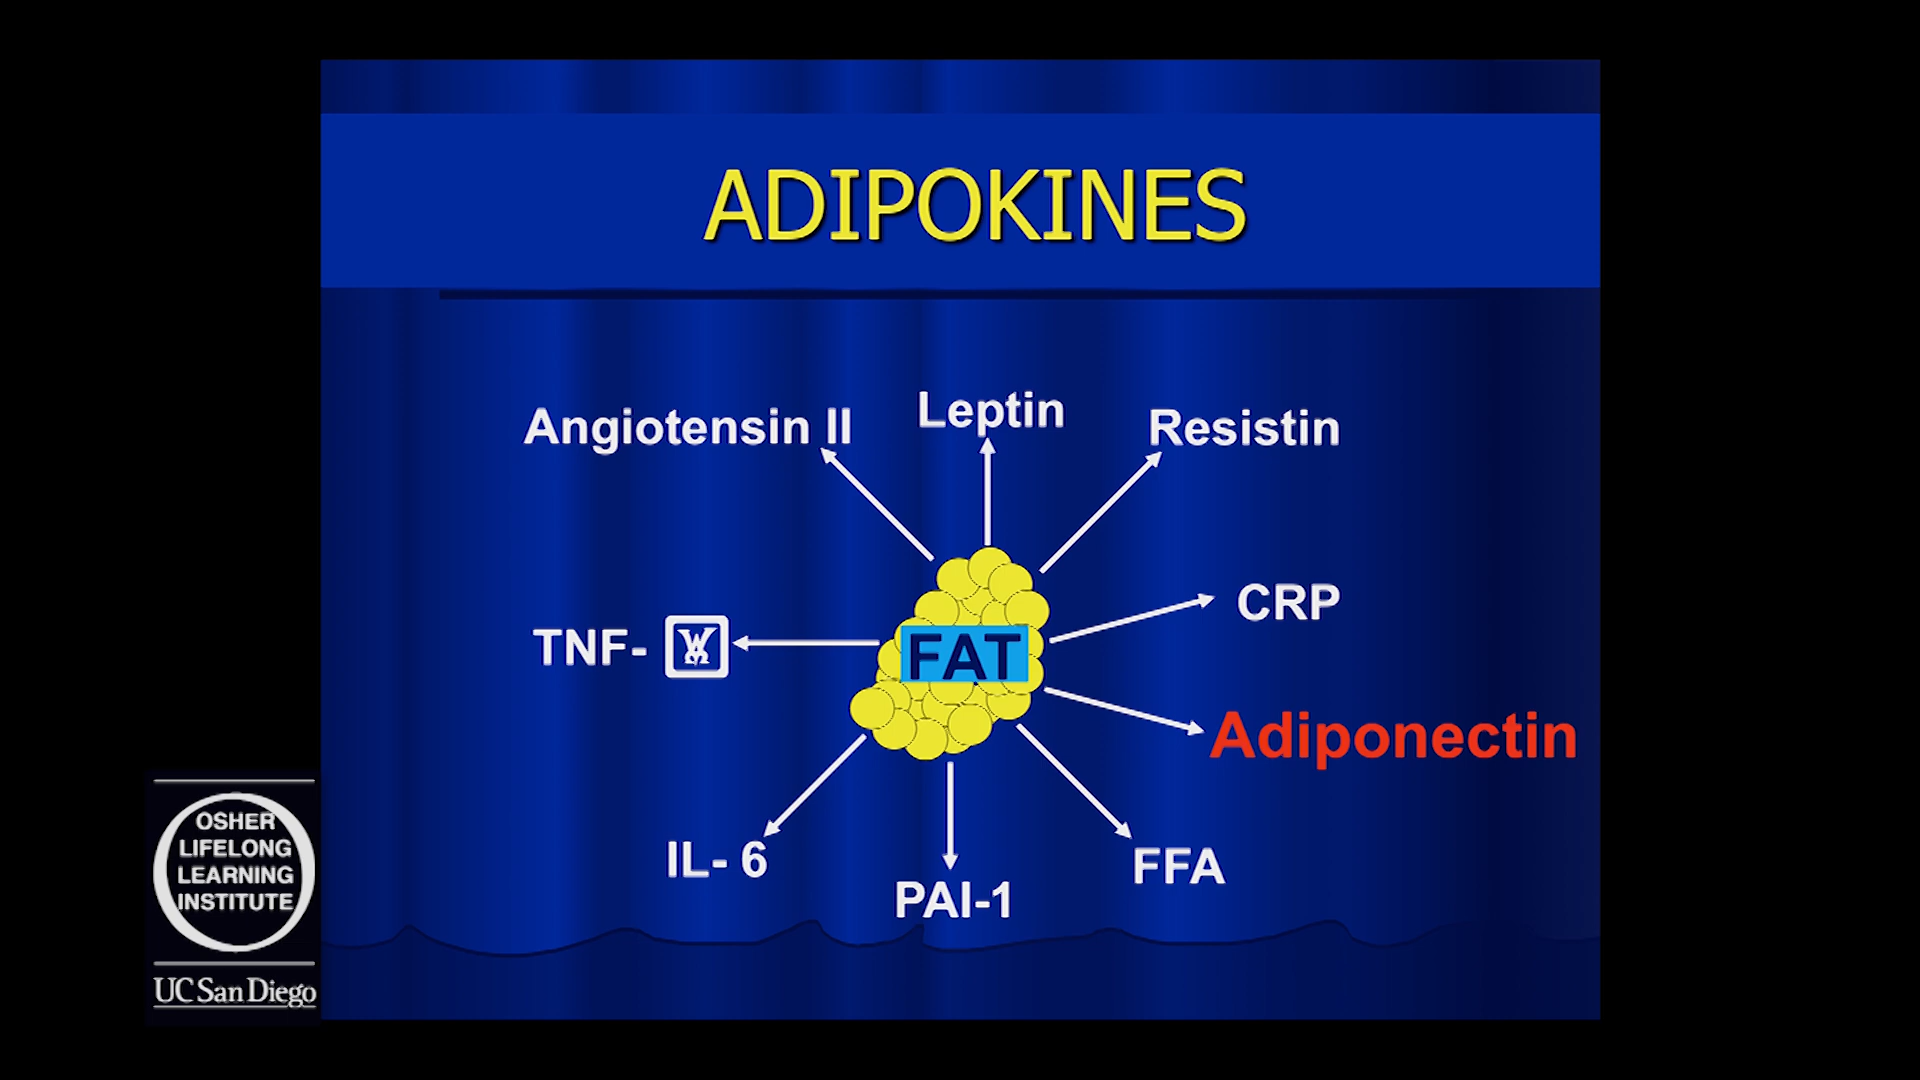 ADIPOKINES
Angiotensin II
Leptin
Resistin
TNF-
FAT
CRP
Adiponectin
IL- 6
PAI-1
FFA
OSHER
LIFELONG
LEARNING
INSTITUTE
UC San Diego